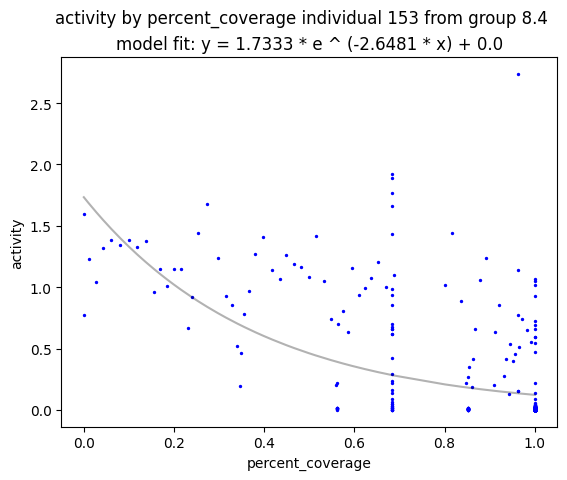 activity by percent_coverage individual 153 from group 8.4
model fit: y = 1.7333 * e ^ (-2.6481 * x) + 0.0
activity
2.5
2.0
1.5
1.0
0.5
0.0
0.0 0.2 0.4 0.6 0.8 1.0
percent_coverage